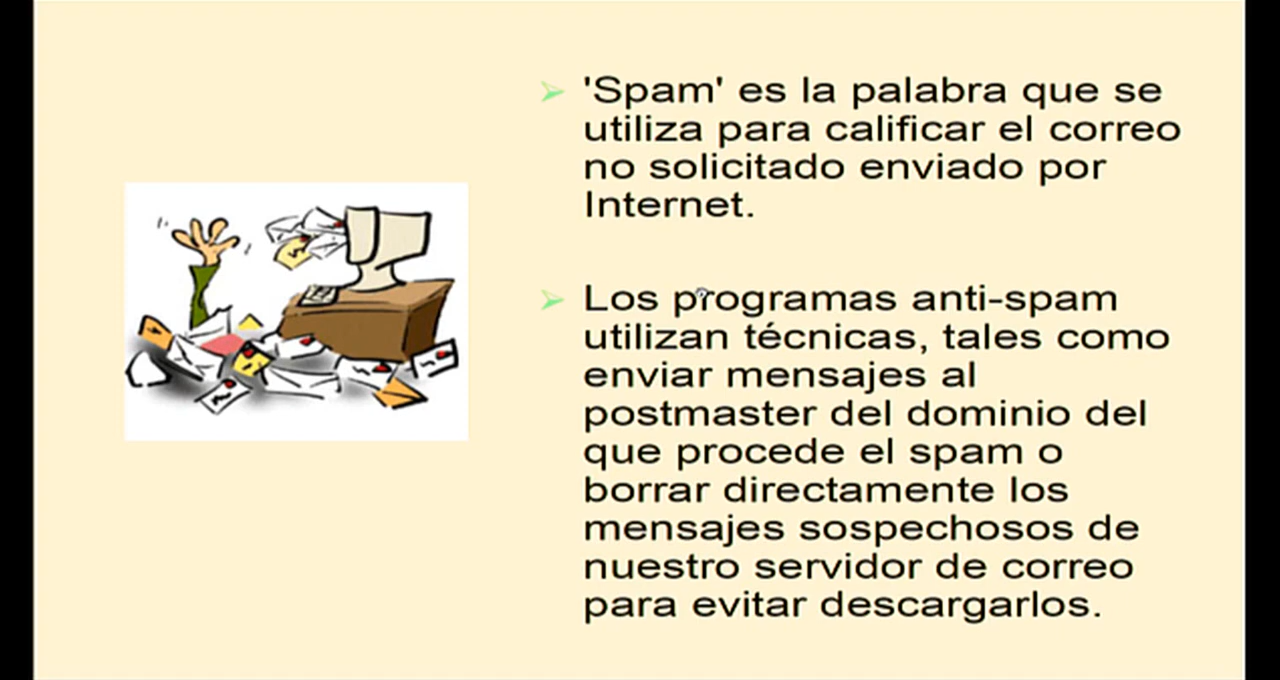 'Spam' es la palabra que se
utiliza para calificar el correo
no solicitado enviado por
Internet.
Los programas anti-spam
utilizan técnicas, tales como
enviar mensajes al
postmaster del dominio del
que procede el spam o
borrar directamente los
mensajes sospechosos de
nuestro servidor de correo
para evitar descargarlos.